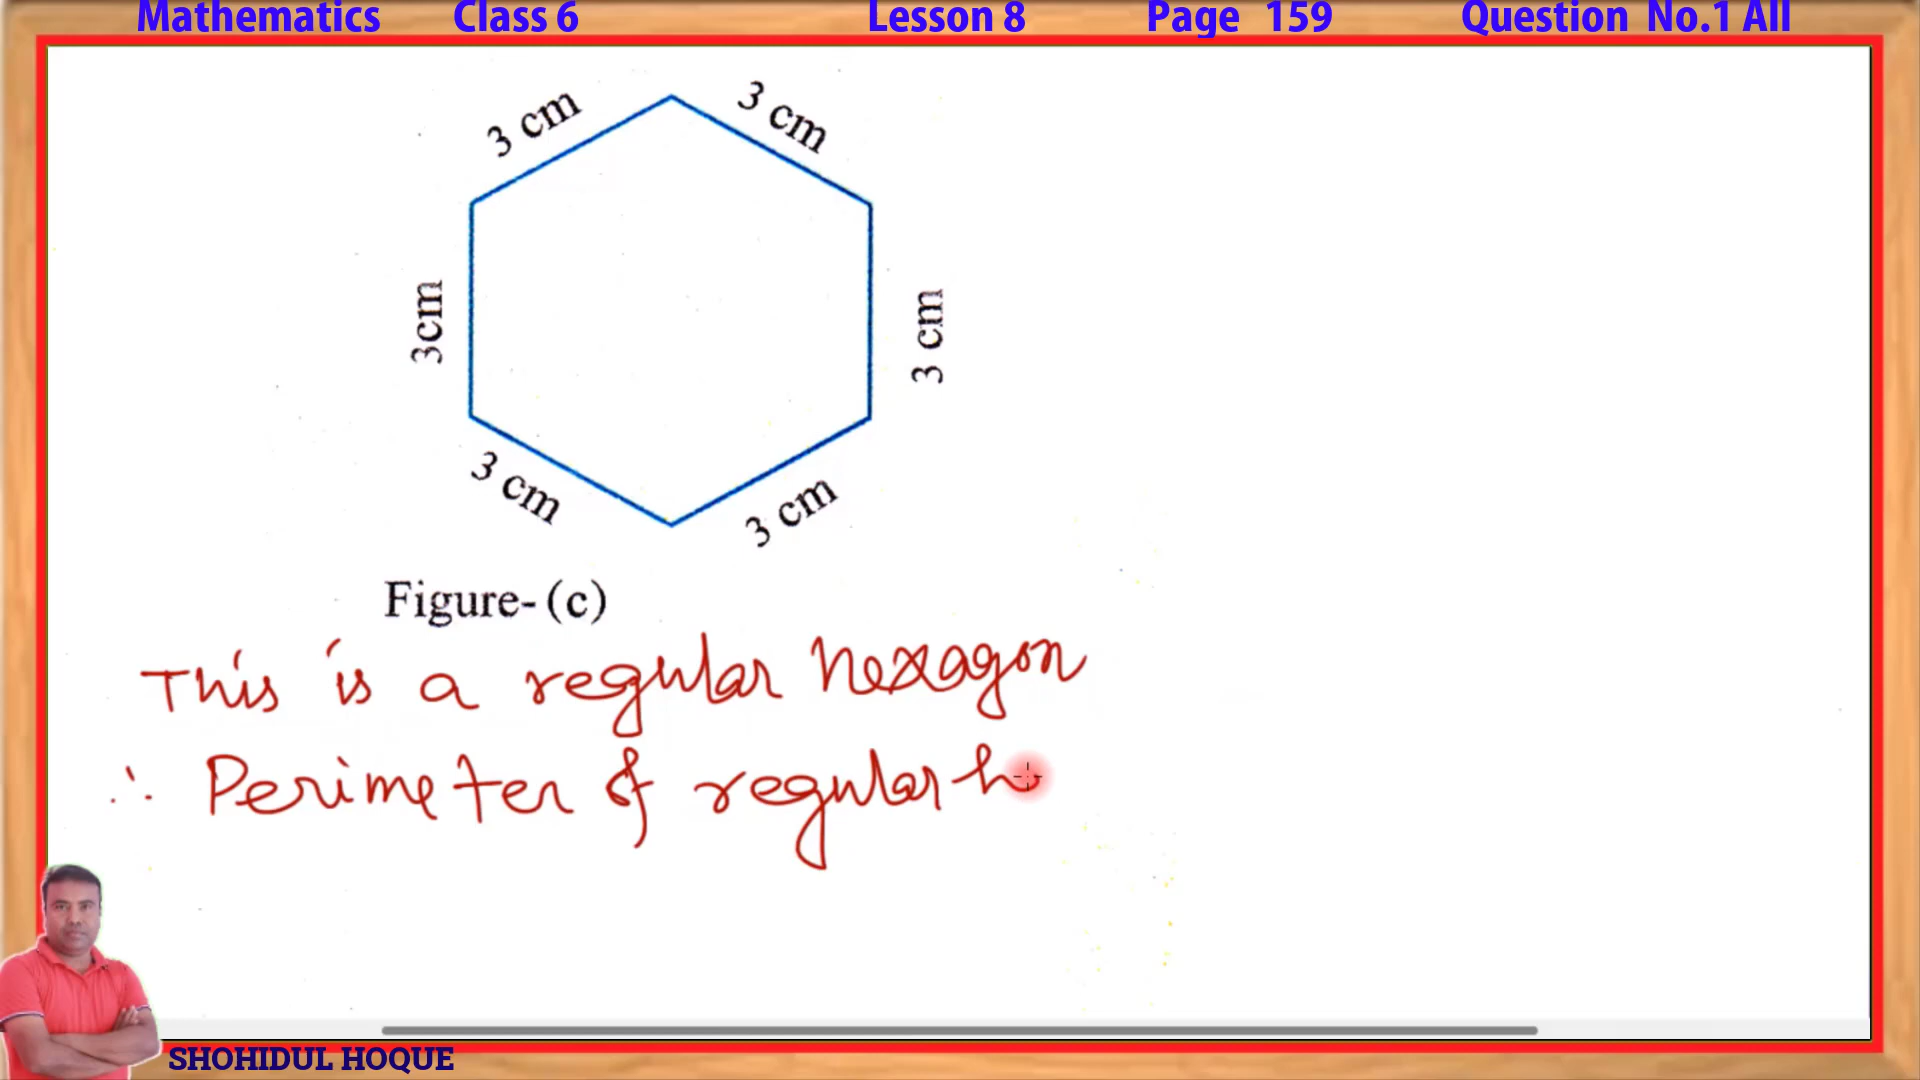 Mathematics Class 6 Lesson 8 Page 159 Question No.1 All
3 cm
3 cm
3cm
3 cm
3 cm
3 cm
Figure-(c)
This is a regular hexagon
∴ Perimeter of regular h
SHOHIDUL HOQUE